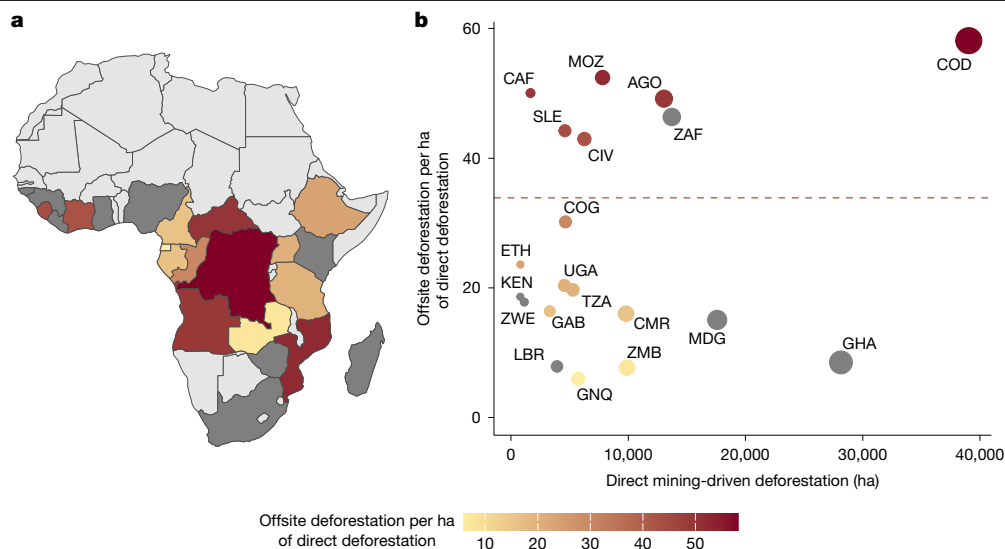 a
b
Offsite deforestation per ha
of direct deforestation
60
40
20
0
COD
MOZ
CAF
AGO
SLE
ZAF
CIV
COG
ETH
UGA
KEN
TZA
ZWE
GAB
CMR
MDG
LBR
ZMB
GHA
GNQ
0
10,000
20,000
30,000
40,000
Direct mining-driven deforestation (ha)
Offsite deforestation per ha
of direct deforestation
10
20
30
40
50